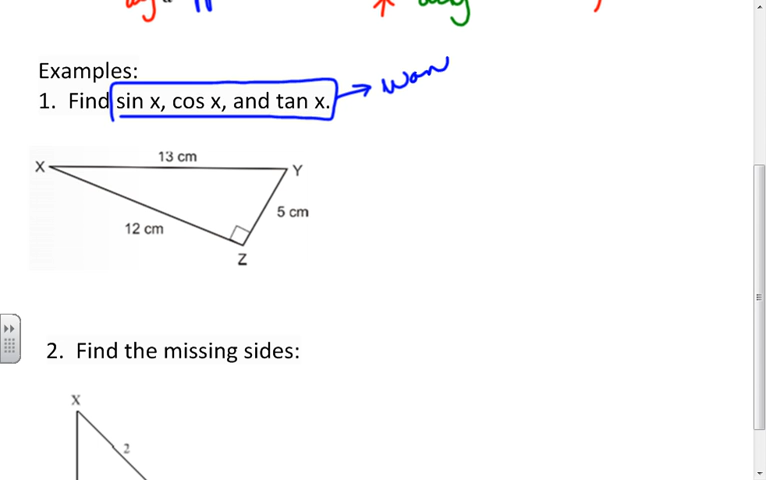 Examples:
1. Find sin x, cos x, and tan x.
13 cm
X
Y
5 cm
12 cm
Z
2. Find the missing sides:
X
2